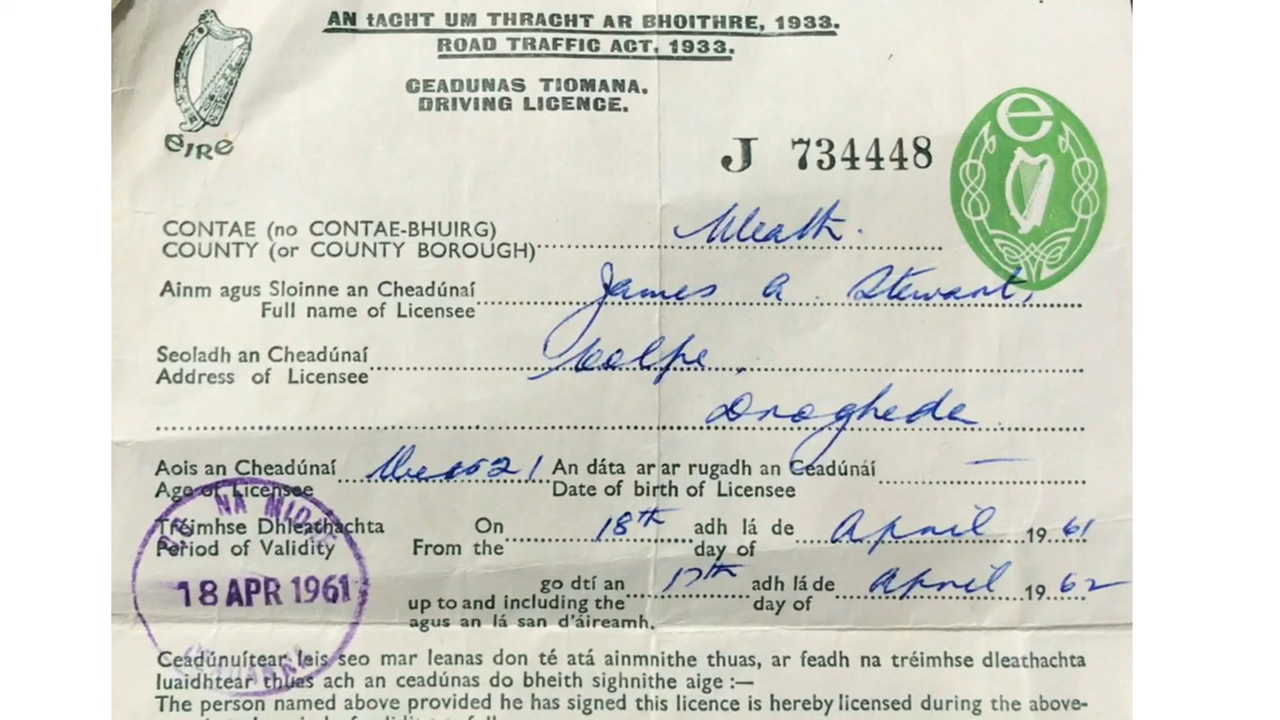 AN tACHT UM THRACHT AR BHOITHRE, 1933.
ROAD TRAFFIC ACT, 1933.
CEADUNAS TIOMANA.
DRIVING LICENCE.
éIRe
e
J 734448
CONTAE (no CONTAE-BHUIRG)
COUNTY (or COUNTY BOROUGH) Meath.
Ainm agus Sloinne an Cheadúnaí James A. Stewart,
Full name of Licensee
Seoladh an Cheadúnaí Colpe,
Address of Licensee
Drogheda
Aois an Cheadúnaí 21 An dáta ar ar rugadh an Ceadúnáí —
Age of Licensee Date of birth of Licensee
Tréimhse Dhleathachta On 18th adh lá de April 1961
Period of Validity From the day of
go dtí an 17th adh lá de April 1962
up to and including the day of
agus an lá san d'áireamh.
NA MIDHE
18 APR 1961
Ceadúnuítear leis seo mar leanas don té atá ainmnithe thuas, ar feadh na tréimhse dleathachta
luaidhtear thuas ach an ceadúnas do bheith sighnithe aige :—
The person named above provided he has signed this licence is hereby licensed during the above-